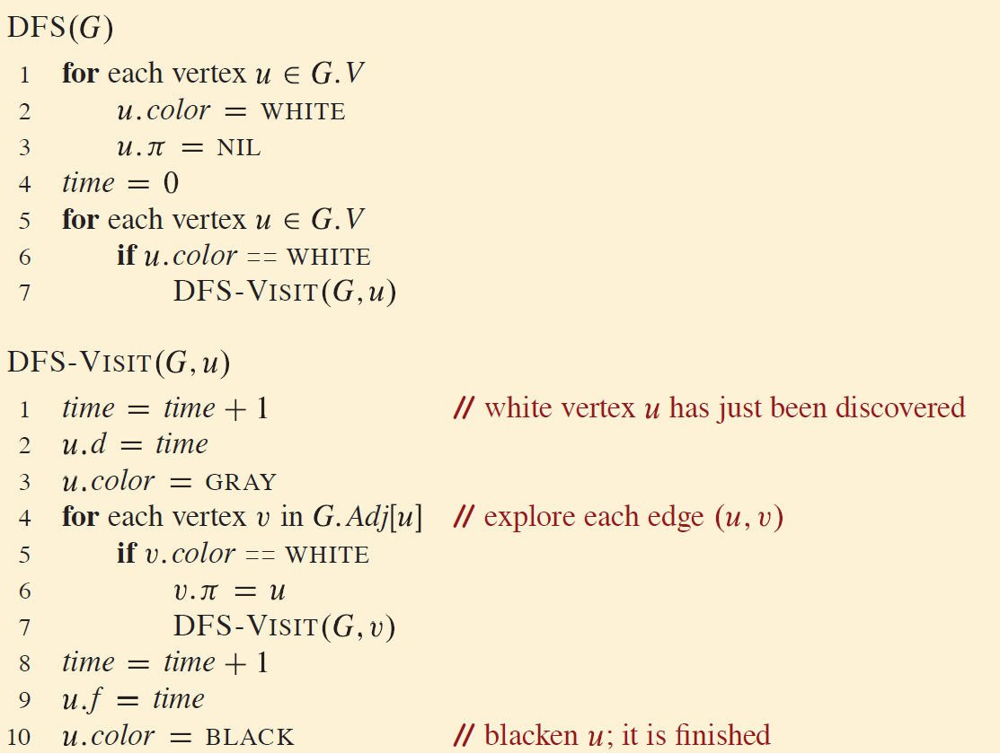 DFS(G)
1 for each vertex u ∈ G.V
2 u.color = WHITE
3 u.π = NIL
4 time = 0
5 for each vertex u ∈ G.V
6 if u.color == WHITE
7 DFS-VISIT(G, u)
DFS-VISIT(G, u)
1 time = time + 1 // white vertex u has just been discovered
2 u.d = time
3 u.color = GRAY
4 for each vertex v in G.Adj[u] // explore each edge (u, v)
5 if v.color == WHITE
6 v.π = u
7 DFS-VISIT(G, v)
8 time = time + 1
9 u.f = time
10 u.color = BLACK // blacken u; it is finished